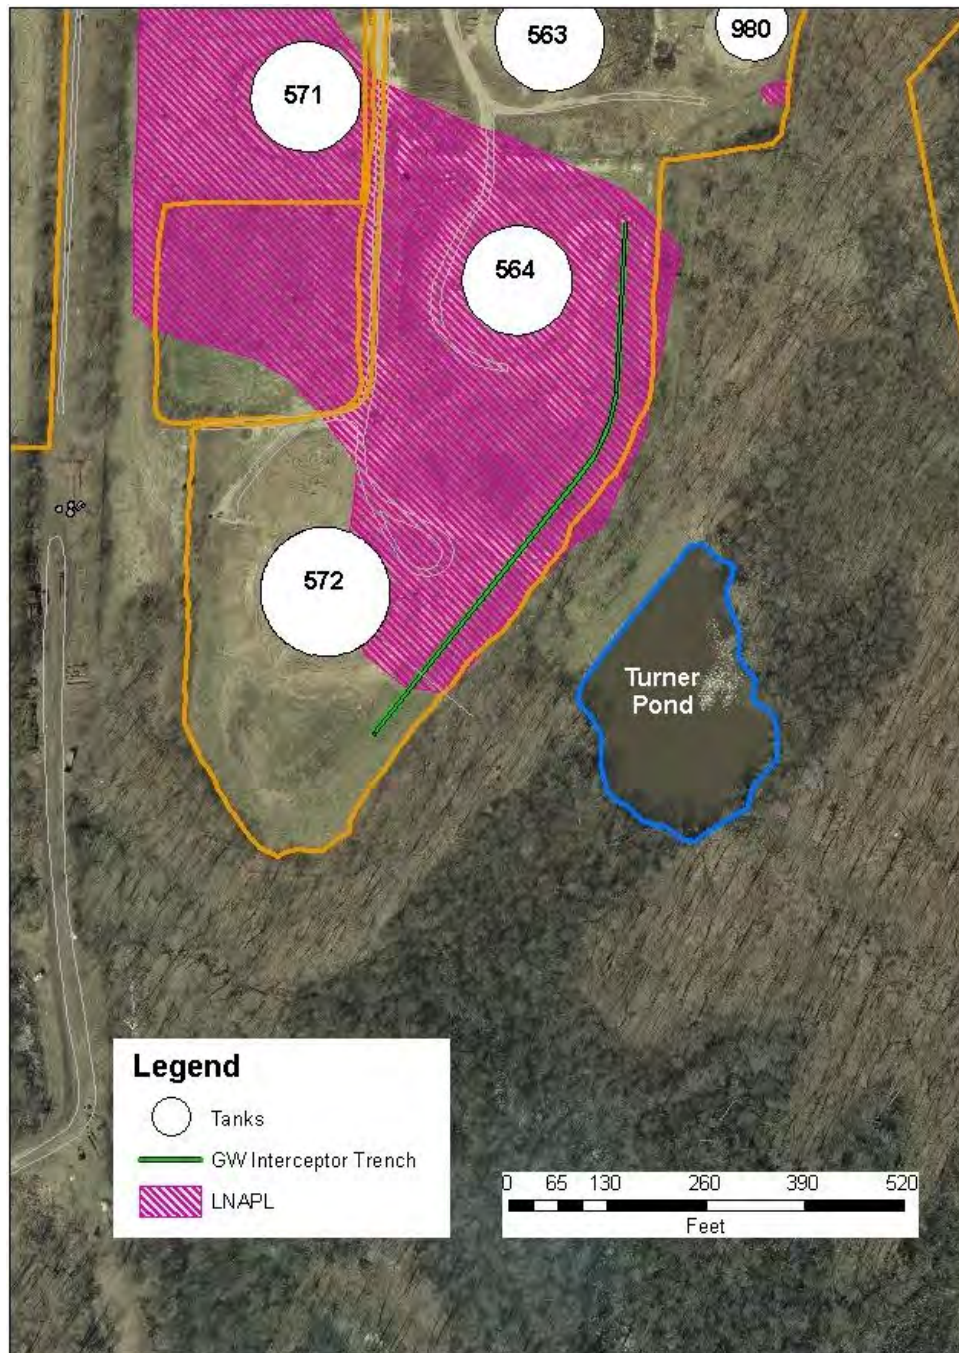 563
980
571
564
572
Turner
Pond
Legend
Tanks
GW Interceptor Trench
LNAPL
0 65 130 260 390 520
Feet